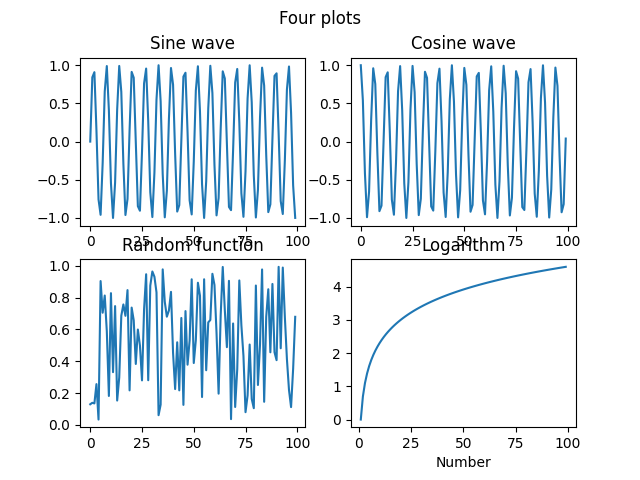 Four plots
Sine wave
1.0
0.5
0.0
−0.5
−1.0
0 25 50 75 100
Cosine wave
1.0
0.5
0.0
−0.5
−1.0
0 25 50 75 100
Random function
1.0
0.8
0.6
0.4
0.2
0.0
0 25 50 75 100
Logarithm
4
3
2
1
0
0 25 50 75 100
Number